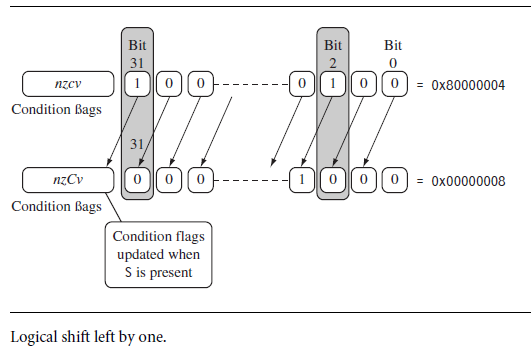 Bit Bit Bit
31 2 0
nzcv 1 0 0 0 1 0 0 = 0x80000004
Condition ßags
31
nzCv 0 0 0 1 0 0 0 = 0x00000008
Condition ßags
Condition flags
updated when
S is present
Logical shift left by one.